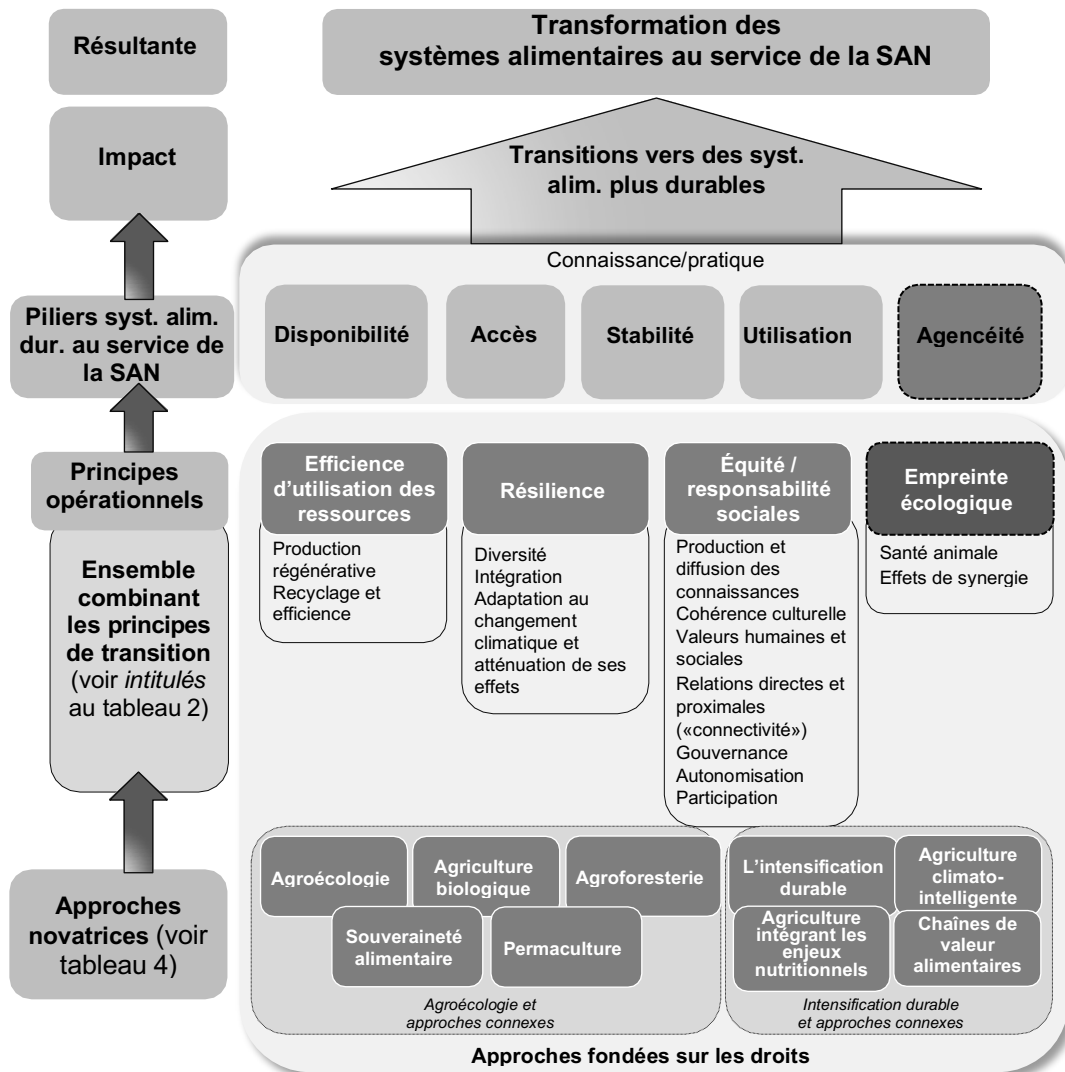 Résultante
Transformation des
systèmes alimentaires au service de la SAN
Impact
Transitions vers des syst.
alim. plus durables
Connaissance/pratique
Piliers syst. alim.
dur. au service de
la SAN
Disponibilité
Accès
Stabilité
Utilisation
Agencéité
Principes
opérationnels
Efficience
d’utilisation des
ressources
Production
régénérative
Recyclage et
efficience
Résilience
Diversité
Intégration
Adaptation au
changement
climatique et
atténuation de ses
effets
Équité /
responsabilité
sociales
Production et
diffusion des
connaissances
Cohérence culturelle
Valeurs humaines et
sociales
Relations directes et
proximales
(«connectivité»)
Gouvernance
Autonomisation
Participation
Empreinte
écologique
Santé animale
Effets de synergie
Ensemble
combinant
les principes
de transition
(voir intitulés
au tableau 2)
Approches
novatrices (voir
tableau 4)
Agroécologie
Agriculture
biologique
Agroforesterie
Souveraineté
alimentaire
Permaculture
Agroécologie et
approches connexes
L’intensification
durable
Agriculture
climato-
intelligente
Agriculture
intégrant les
enjeux
nutritionnels
Chaînes de
valeur
alimentaires
Intensification durable
et approches connexes
Approches fondées sur les droits